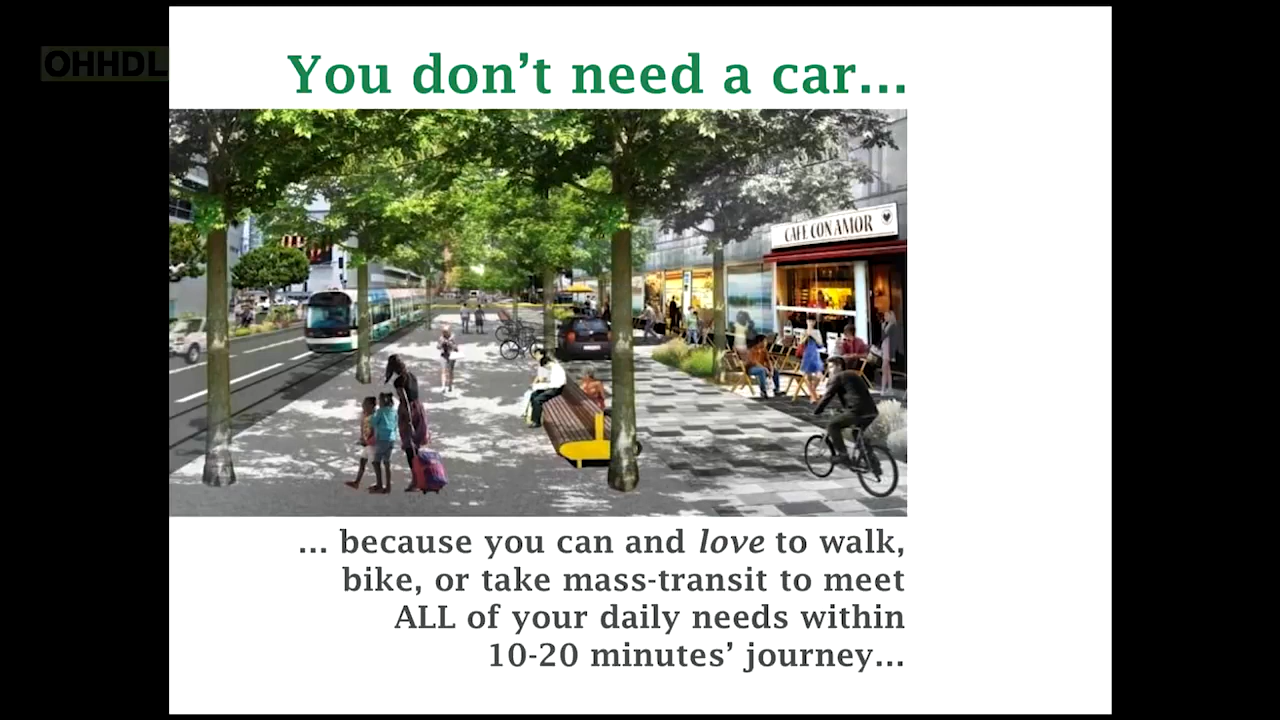 OHHDL
You don’t need a car...
CAFE CON AMOR
... because you can and love to walk,
bike, or take mass-transit to meet
ALL of your daily needs within
10-20 minutes’ journey...